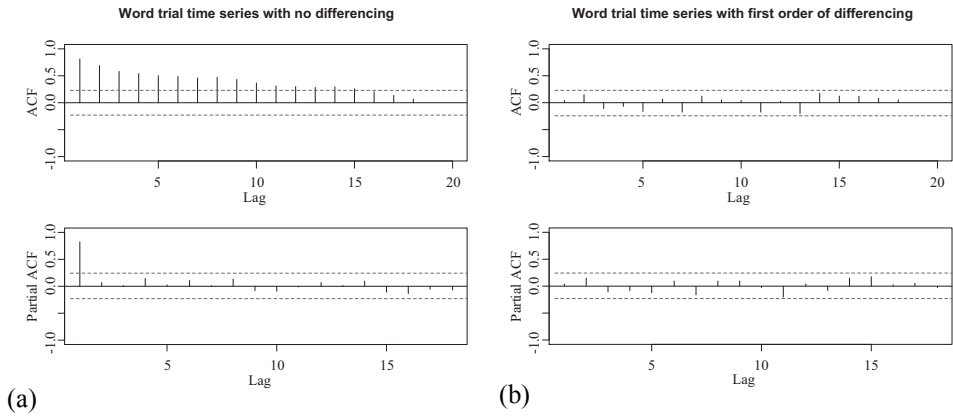 Word trial time series with no differencing
ACF
1.0
0.5
0.0
-1.0
5 10 15 20
Lag
Partial ACF
1.0
0.5
0.0
-1.0
5 10 15
Lag
(a)
Word trial time series with first order of differencing
ACF
1.0
0.5
0.0
-1.0
5 10 15 20
Lag
Partial ACF
1.0
0.5
0.0
-1.0
5 10 15
Lag
(b)